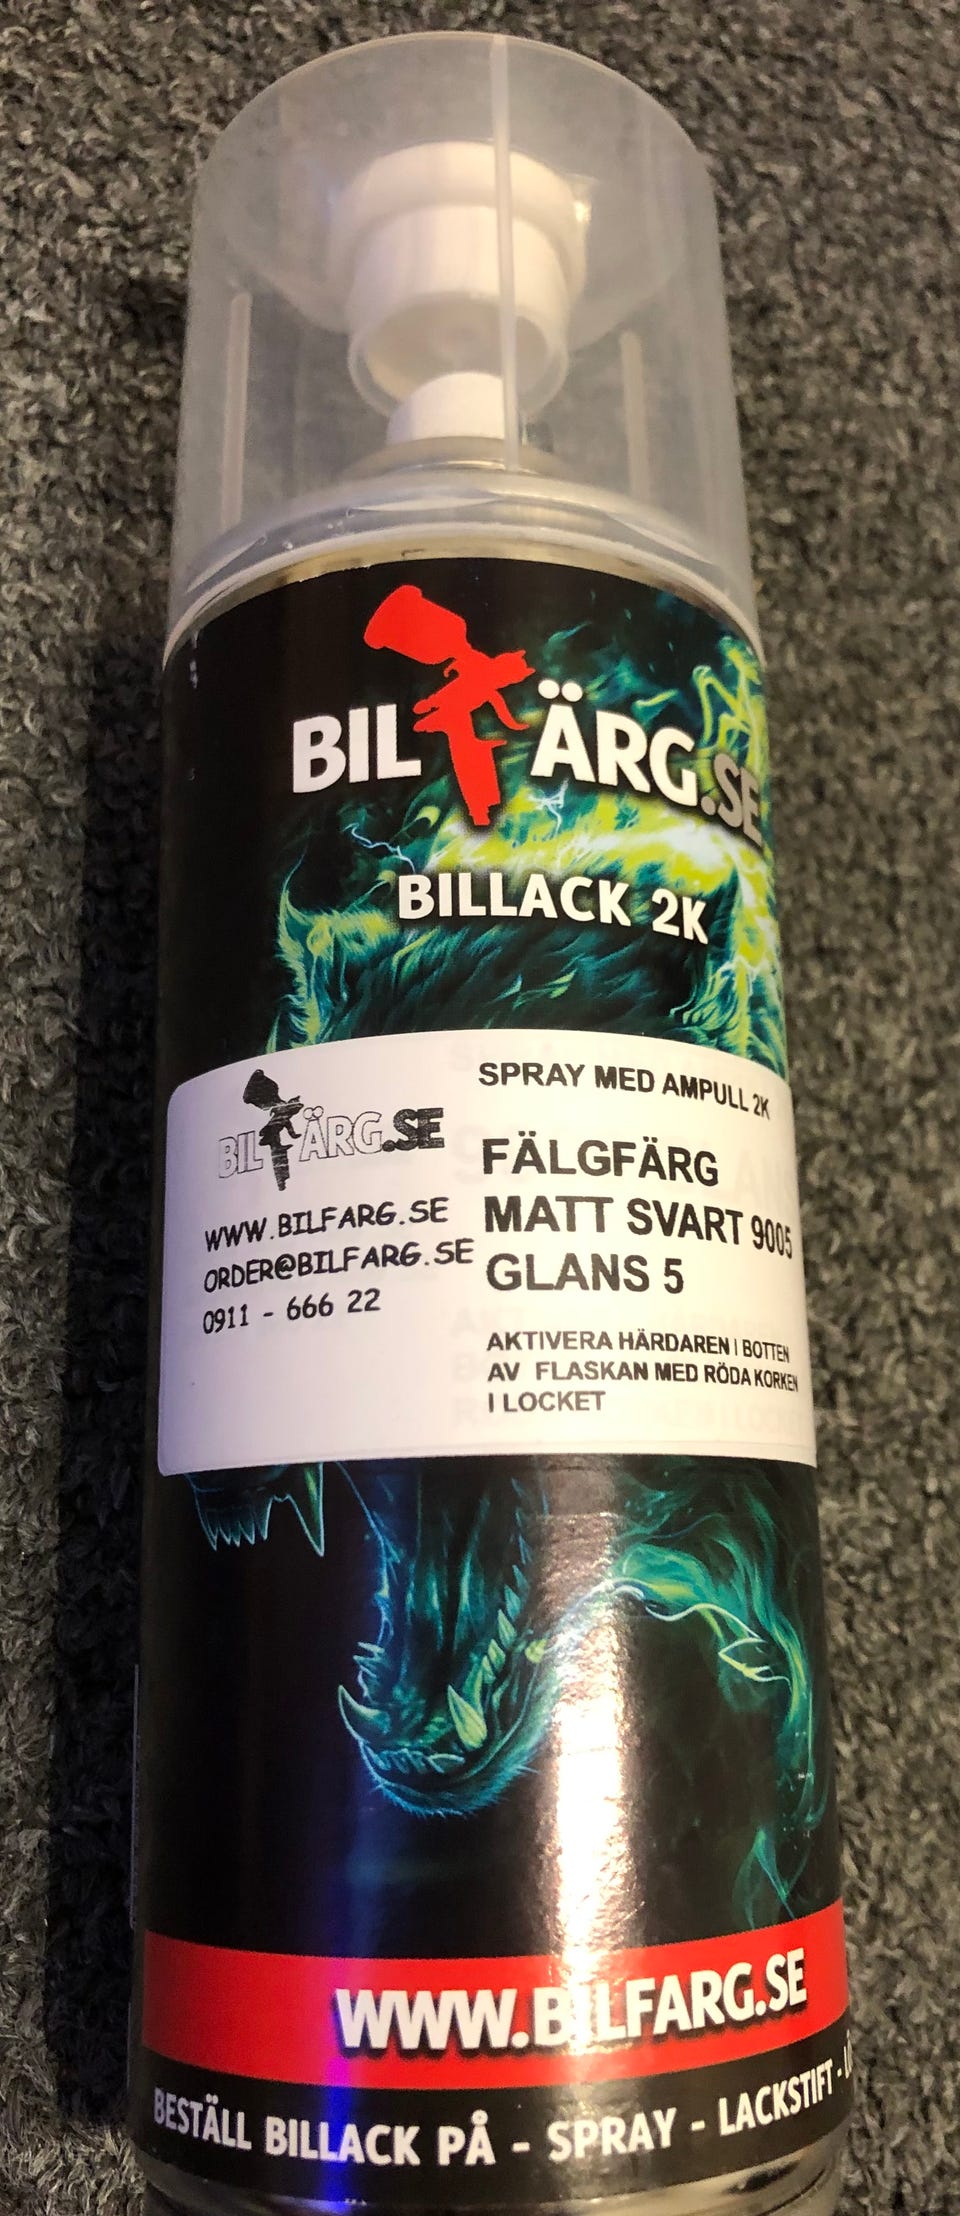 BILFÄRG.SE
BILLACK 2K
BILFÄRG.SE
WWW.BILFARG.SE
ORDER@BILFARG.SE
0911 - 666 22
SPRAY MED AMPULL 2K
FÄLGFÄRG
MATT SVART 9005
GLANS 5
AKTIVERA HÄRDAREN I BOTTEN
AV FLASKAN MED RÖDA KORKEN
I LOCKET
WWW.BILFARG.SE
BESTÄLL BILLACK PÅ - SPRAY - LACKSTIFT -